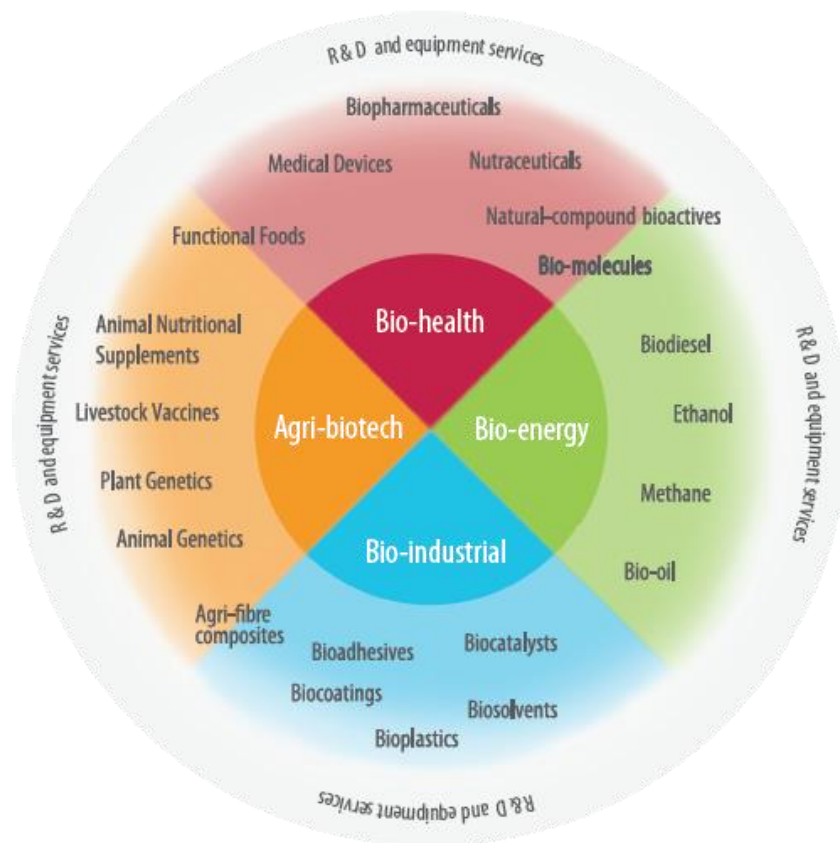 R & D and equipment services
Biopharmaceuticals
Medical Devices
Nutraceuticals
Natural-compound bioactives
Functional Foods
Bio-molecules
Bio-health
Animal Nutritional
Supplements
Livestock Vaccines
Plant Genetics
Animal Genetics
Agri-biotech
Bio-energy
Biodiesel
Ethanol
Methane
Bio-oil
Bio-industrial
Agri-fibre
composites
Bioadhesives
Biocatalysts
Biocoatings
Biosolvents
Bioplastics
R & D and equipment services
R & D and equipment services
R & D and equipment services